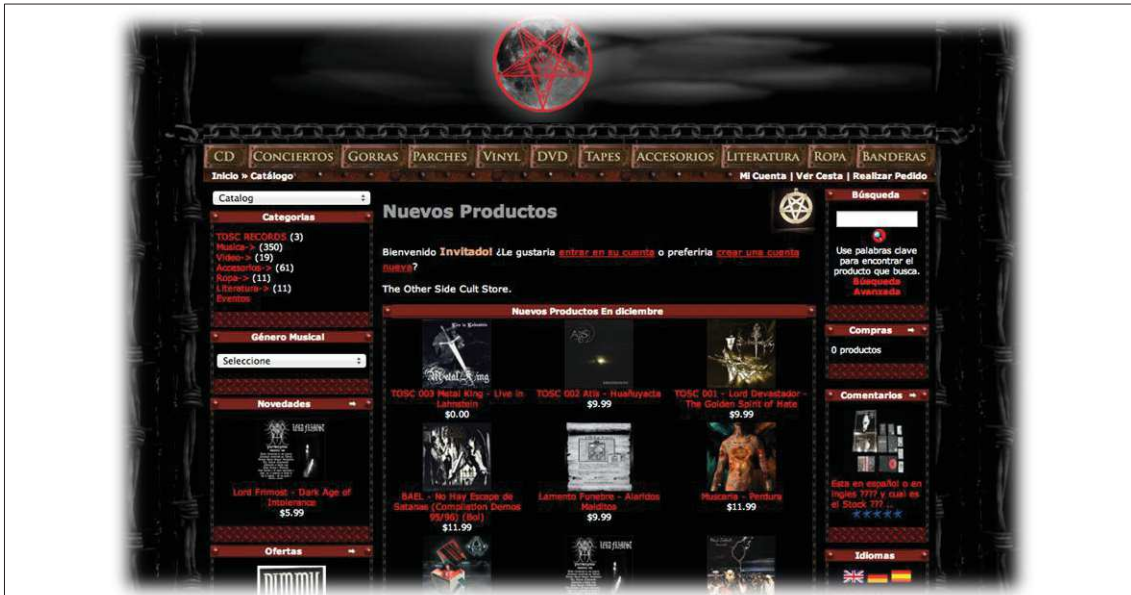 CD CONCIERTOS GORRAS PARCHES VINYL DVD TAPES ACCESORIOS LITERATURA ROPA BANDERAS
Inicio » Catálogo
Mi Cuenta | Ver Cesta | Realizar Pedido
Catalog
Categorías
TOSC RECORDS (3)
Musica-> (350)
Video-> (19)
Accesorios-> (61)
Ropa-> (11)
Literatura-> (11)
Eventos
Género Musical
Seleccione
Novedades
Lord Frimost - Dark Age of
Intolerance
$5.99
Ofertas
DIMMU
Nuevos Productos
Bienvenido Invitado! ¿Le gustaria entrar en su cuenta o preferiria crear una cuenta
nueva?
The Other Side Cult Store.
Nuevos Productos En diciembre
Metal King
TOSC 003 Metal King - Live in
Lahnstein
$0.00
TOSC 002 Atis - Huañuyacta
$9.99
TOSC 001 - Lord Devastador -
The Golden Spirit of Hate
$9.99
BAEL - No Hay Escape de
Satanas (Compilation Demos
95/96) (Bol)
$11.99
Lamento Funebre - Alaridos
Malditos
$9.99
Muscaria - Perdura
$11.99
Búsqueda
Use palabras clave
para encontrar el
producto que busca.
Búsqueda
Avanzada
Compras
0 productos
Comentarios
Esta en español o en
ingles ???? y cual es
el Stock ??? ..
Idiomas